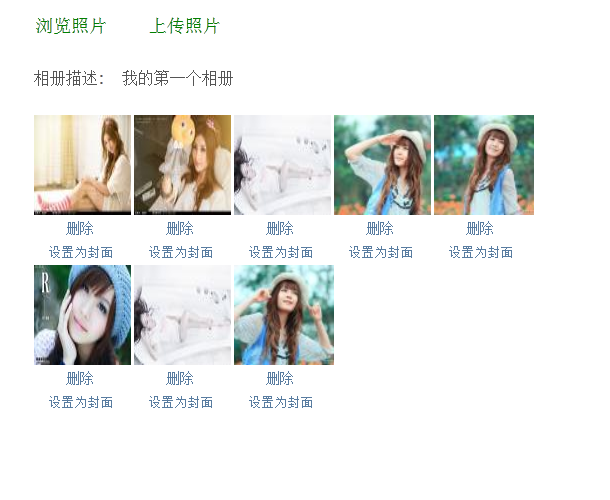 浏览照片 上传照片
相册描述: 我的第一个相册
删除 删除 删除 删除 删除
设置为封面 设置为封面 设置为封面 设置为封面 设置为封面
R
删除 删除 删除
设置为封面 设置为封面 设置为封面